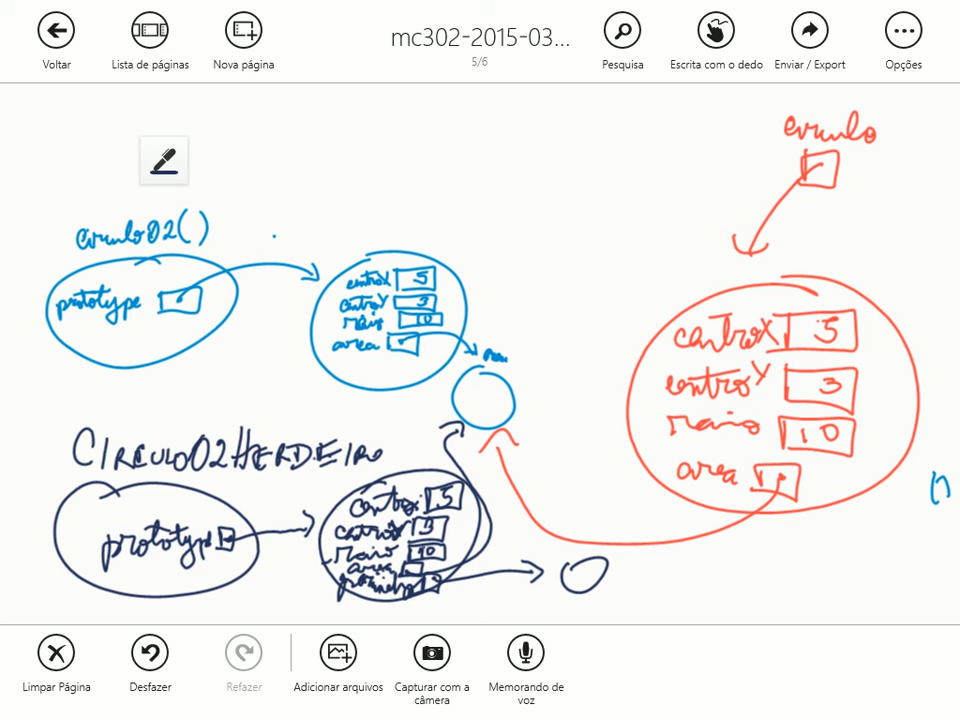 Voltar
Lista de páginas
Nova página
mc302-2015-03...
5/6
Pesquisa
Escrita com o dedo
Enviar / Export
Opções
circulo
circulo02()
prototype
centroX 5
centroY 3
raio 10
area
centroX 5
centroY 3
raio 10
area
CIRCULO02HERDEIRO
prototype
centroX 5
centroX 3
raio 10
area
Limpar Página
Desfazer
Refazer
Adicionar arquivos
Capturar com a
câmera
Memorando de
voz